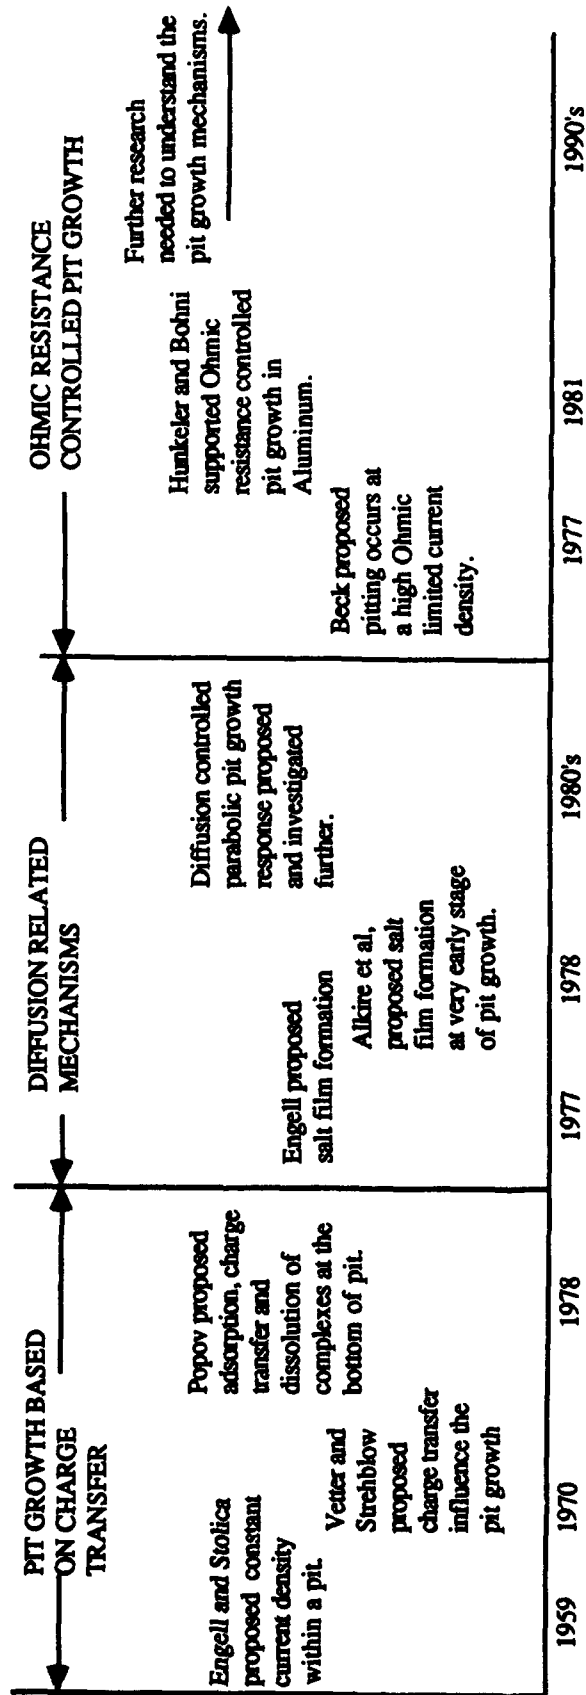 PIT GROWTH BASED
ON CHARGE
TRANSFER
Engell and Stolica
proposed constant
current density
within a pit.
Vetter and
Strehblow
proposed
charge transfer
influence the
pit growth
Popov proposed
adsorption, charge
transfer and
dissolution of
complexes at the
bottom of pit.
1959
1970
1978
DIFFUSION RELATED
MECHANISMS
Engell proposed
salt film formation
Alkire et al,
proposed salt
film formation
at very early stage
of pit growth.
Diffusion controlled
parabolic pit growth
response proposed
and investigated
further.
1977
1978
1980's
OHMIC RESISTANCE
CONTROLLED PIT GROWTH
Beck proposed
pitting occurs at
a high Ohmic
limited current
density.
Hunkeler and Bohni
supported Ohmic
resistance controlled
pit growth in
Aluminum.
Further research
needed to understand the
pit growth mechanisms.
1977
1981
1990's